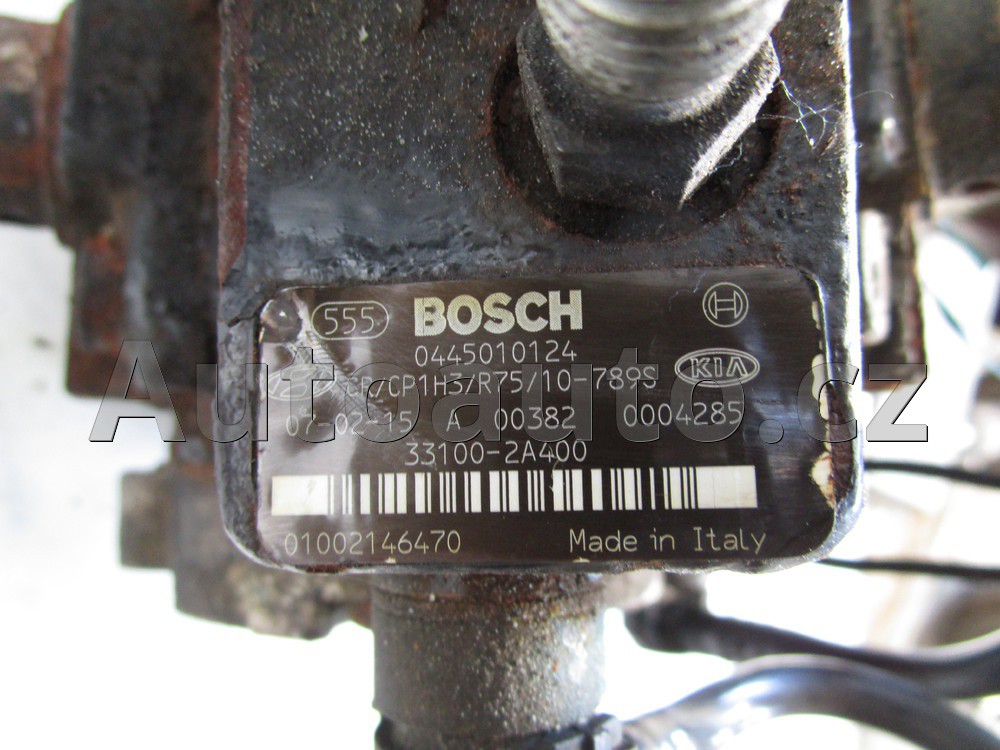 555 BOSCH
0445010124
KIA
CR/CP1H3/R75/10-789S
07-02-15 A 00382 0004285
33100-2A400
01002146470 Made in Italy
Autoauto.cz